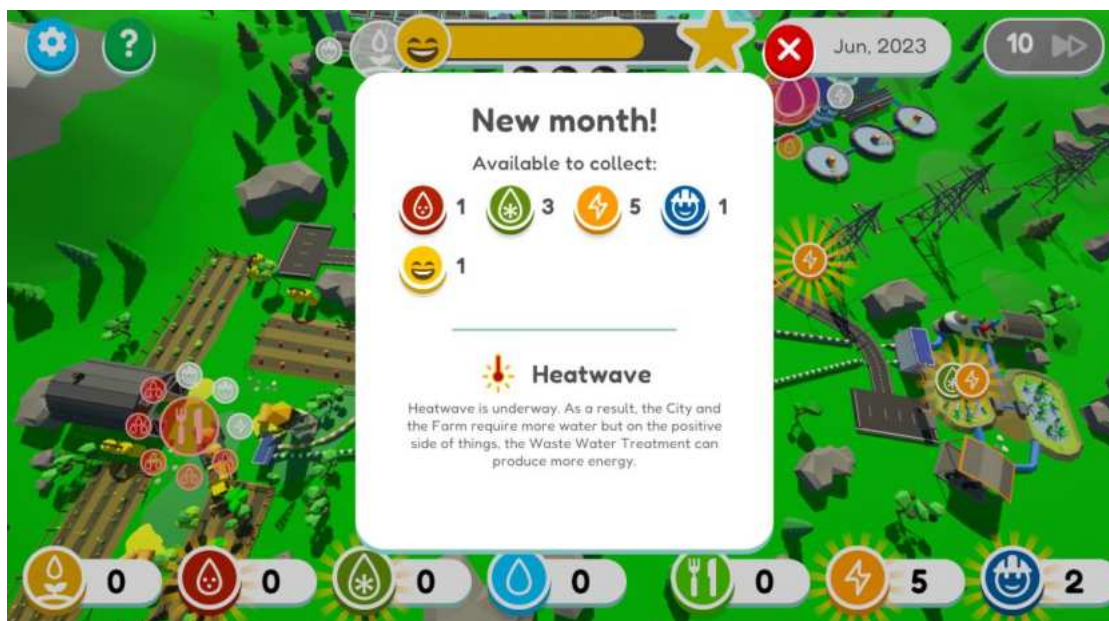 ?
Jun, 2023
10
New month!
Available to collect:
1 3 5 1
1
Heatwave
Heatwave is underway. As a result, the City and
the Farm require more water but on the positive
side of things, the Waste Water Treatment can
produce more energy.
0 0 0 0 0 5 2